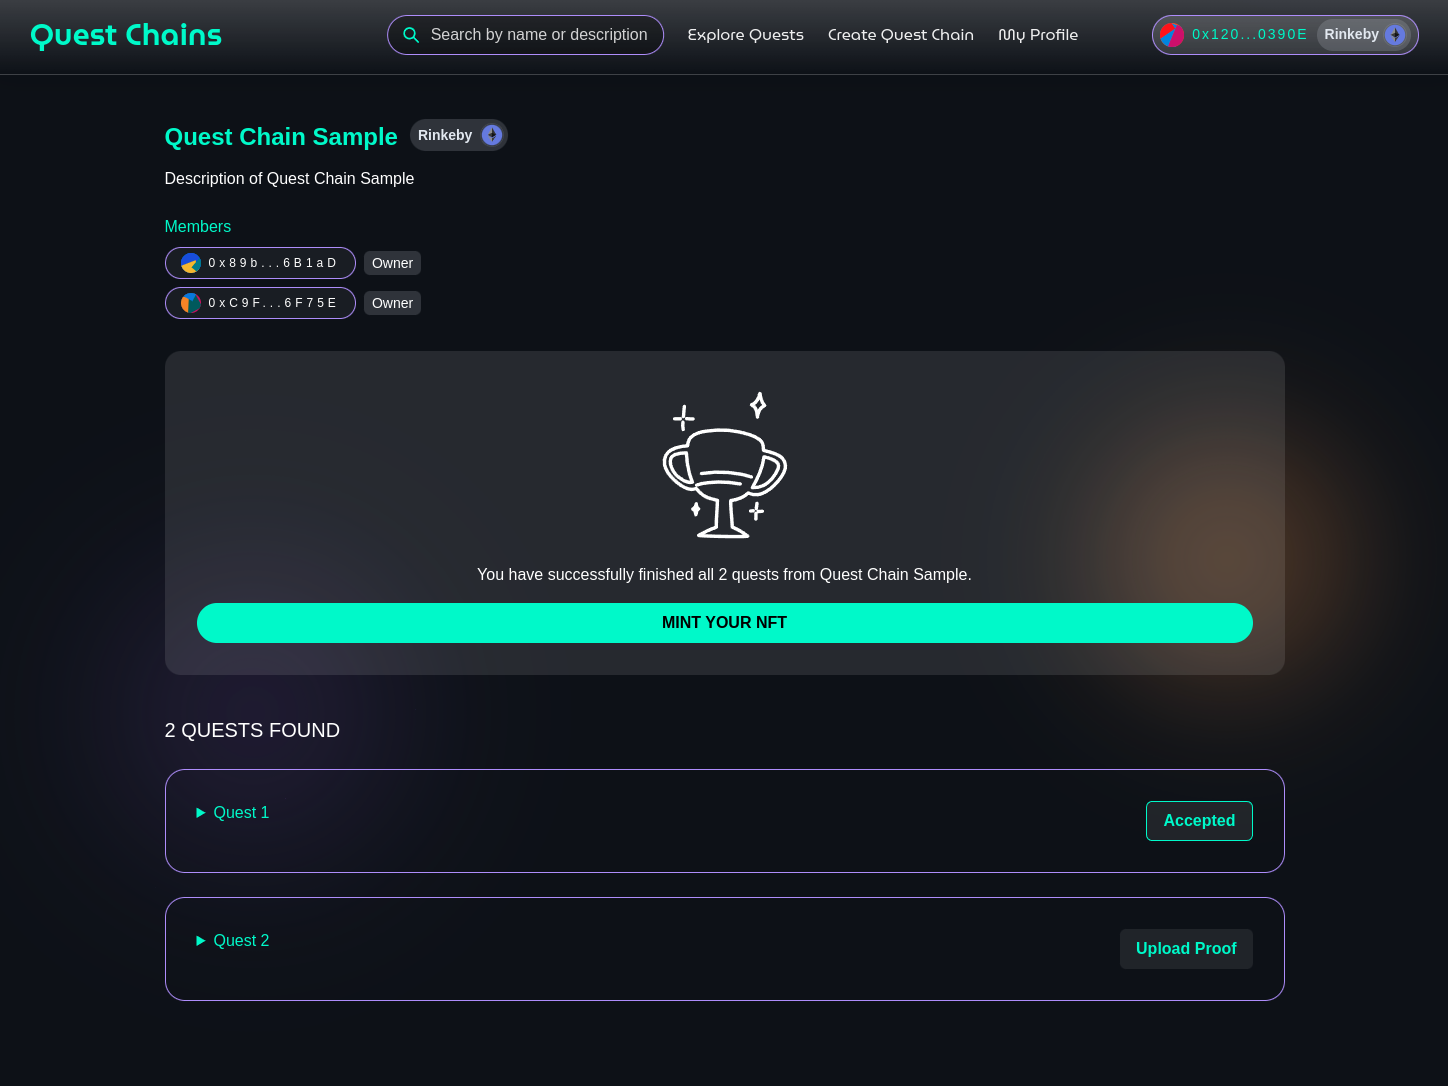 Quest Chains
Search by name or description
Explore Quests
Create Quest Chain
My Profile
0x120...0390E
Rinkeby
Quest Chain Sample
Rinkeby
Description of Quest Chain Sample
Members
0x89b...6B1aD
Owner
0xC9F...6F75E
Owner
You have successfully finished all 2 quests from Quest Chain Sample.
MINT YOUR NFT
2 QUESTS FOUND
Quest 1
Accepted
Quest 2
Upload Proof